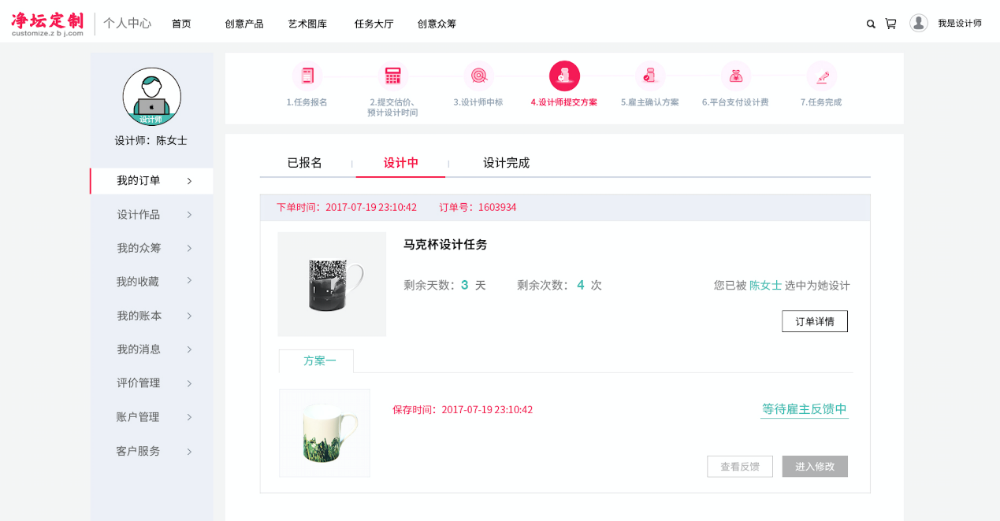 净坛定制
customize.z b j.com
个人中心
首页
创意产品
艺术图库
任务大厅
创意众筹
我是设计师
设计师
设计师：陈女士
我的订单
设计作品
我的众筹
我的收藏
我的账本
我的消息
评价管理
账户管理
客户服务
1.任务报名
2.提交估价、
预计设计时间
3.设计师中标
4.设计师提交方案
5.雇主确认方案
6.平台支付设计费
7.任务完成
已报名
设计中
设计完成
下单时间：2017-07-19 23:10:42
订单号：1603934
马克杯设计任务
剩余天数：3 天
剩余次数： 4 次
您已被 陈女士 选中为她设计
订单详情
方案一
保存时间：2017-07-19 23:10:42
等待雇主反馈中
查看反馈
进入修改